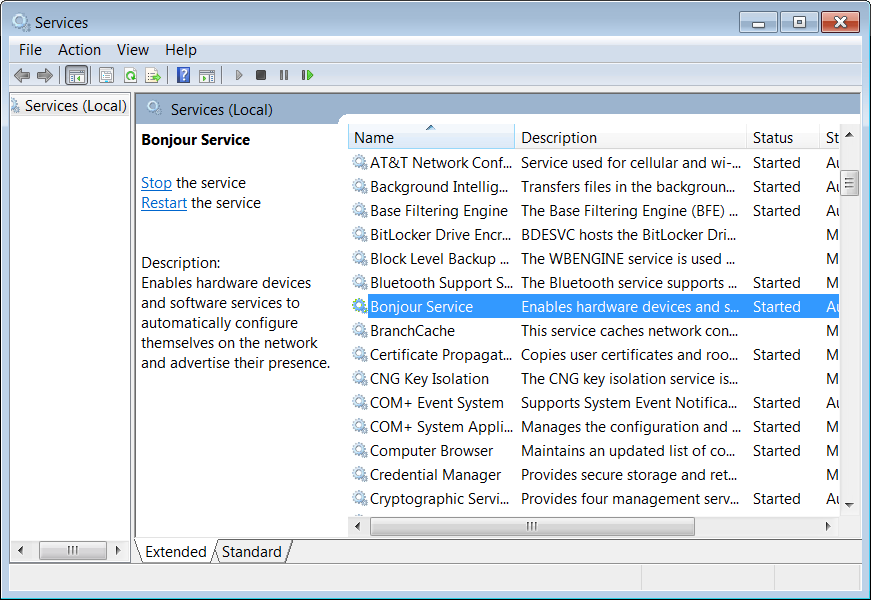 Services
File Action View Help
Services (Local)
Services (Local)
Bonjour Service
Stop the service
Restart the service
Description:
Enables hardware devices
and software services to
automatically configure
themselves on the network
and advertise their presence.
Name Description Status St
AT&T Network Conf... Service used for cellular and wi-... Started Au
Background Intellig... Transfers files in the backgroun... Started Au
Base Filtering Engine The Base Filtering Engine (BFE) ... Started Au
BitLocker Drive Encr... BDESVC hosts the BitLocker Dri... M
Block Level Backup ... The WBENGINE service is used ... M
Bluetooth Support S... The Bluetooth service supports ... Started M
Bonjour Service Enables hardware devices and s... Started Au
BranchCache This service caches network con... M
Certificate Propagat... Copies user certificates and roo... Started M
CNG Key Isolation The CNG key isolation service is... M
COM+ Event System Supports System Event Notifica... Started Au
COM+ System Appli... Manages the configuration and ... Started M
Computer Browser Maintains an updated list of co... Started M
Credential Manager Provides secure storage and ret... M
Cryptographic Servi... Provides four management serv... Started Au
Extended Standard